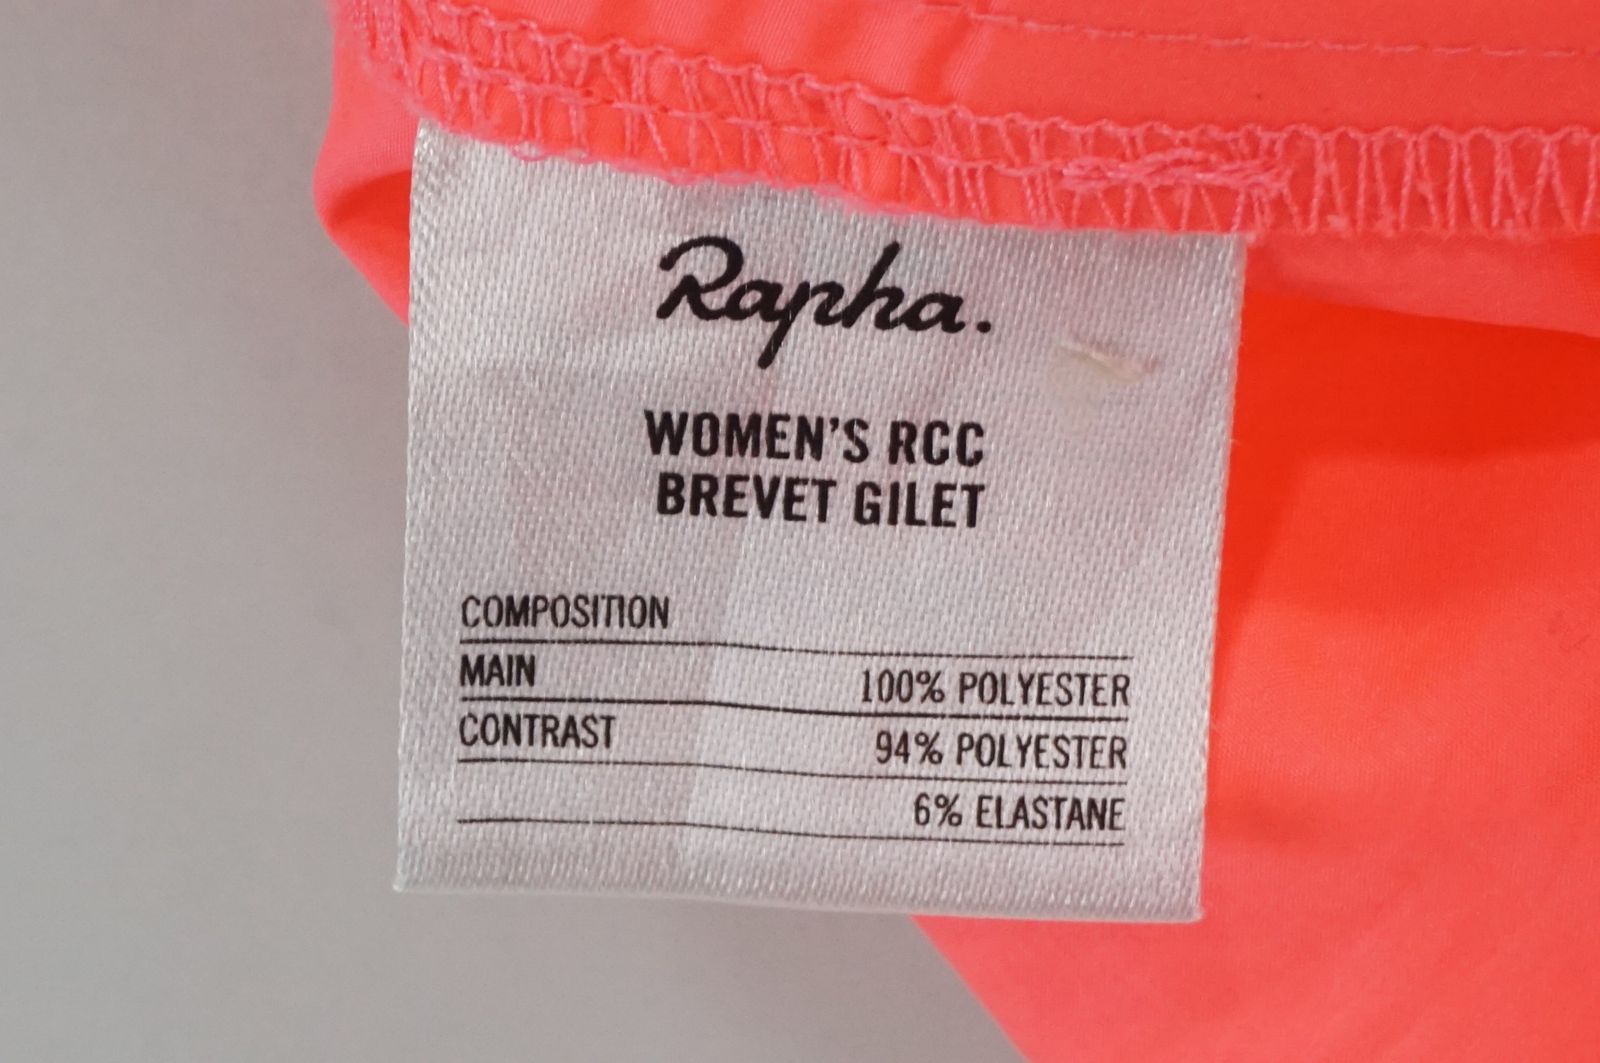 Rapha.
WOMEN'S RCC
BREVET GILET
COMPOSITION
MAIN 100% POLYESTER
CONTRAST 94% POLYESTER
6% ELASTANE